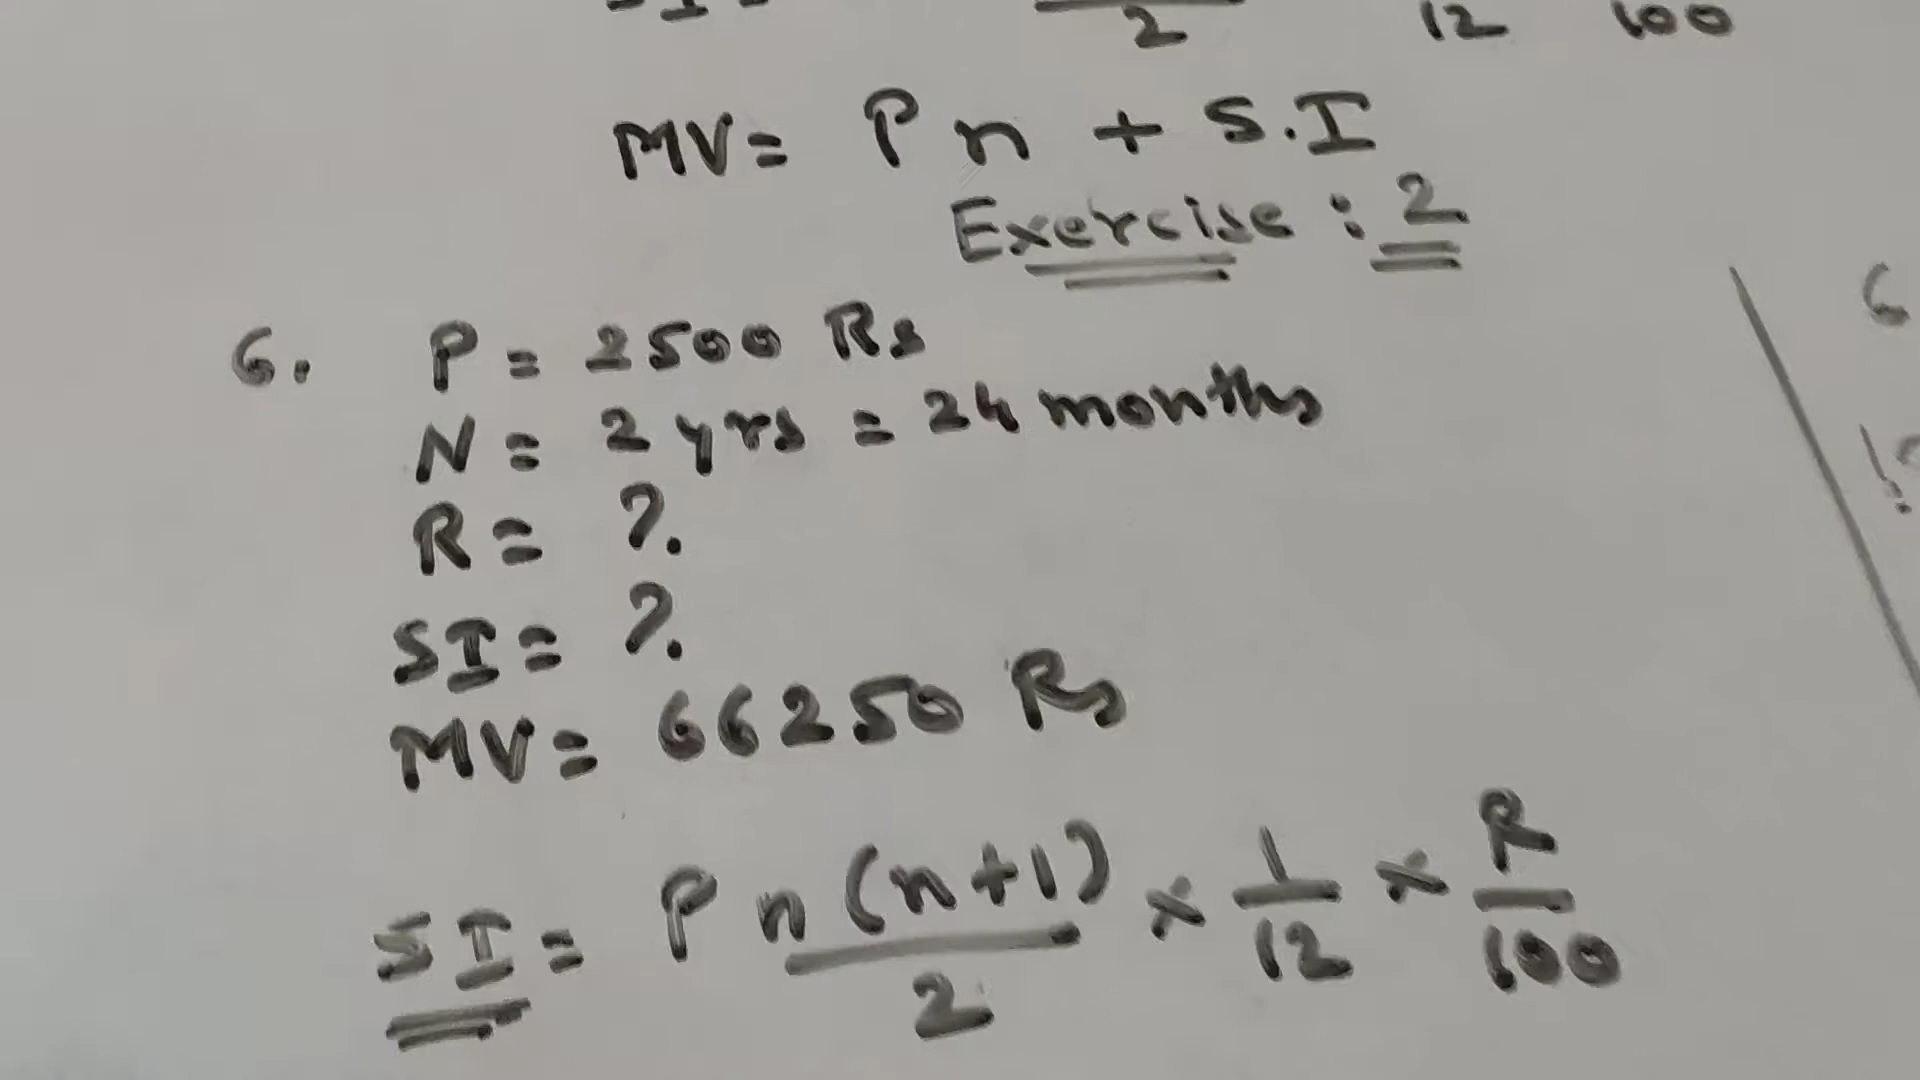 2 12 100
MV= Pn + S.I
Exercise : 2
6. P = 2500 Rs
N = 2 yrs = 24 months
R = ?
SI = ?
MV= 66250 Rs
SI = P n(n+1)/2 × 1/12 × R/100
6